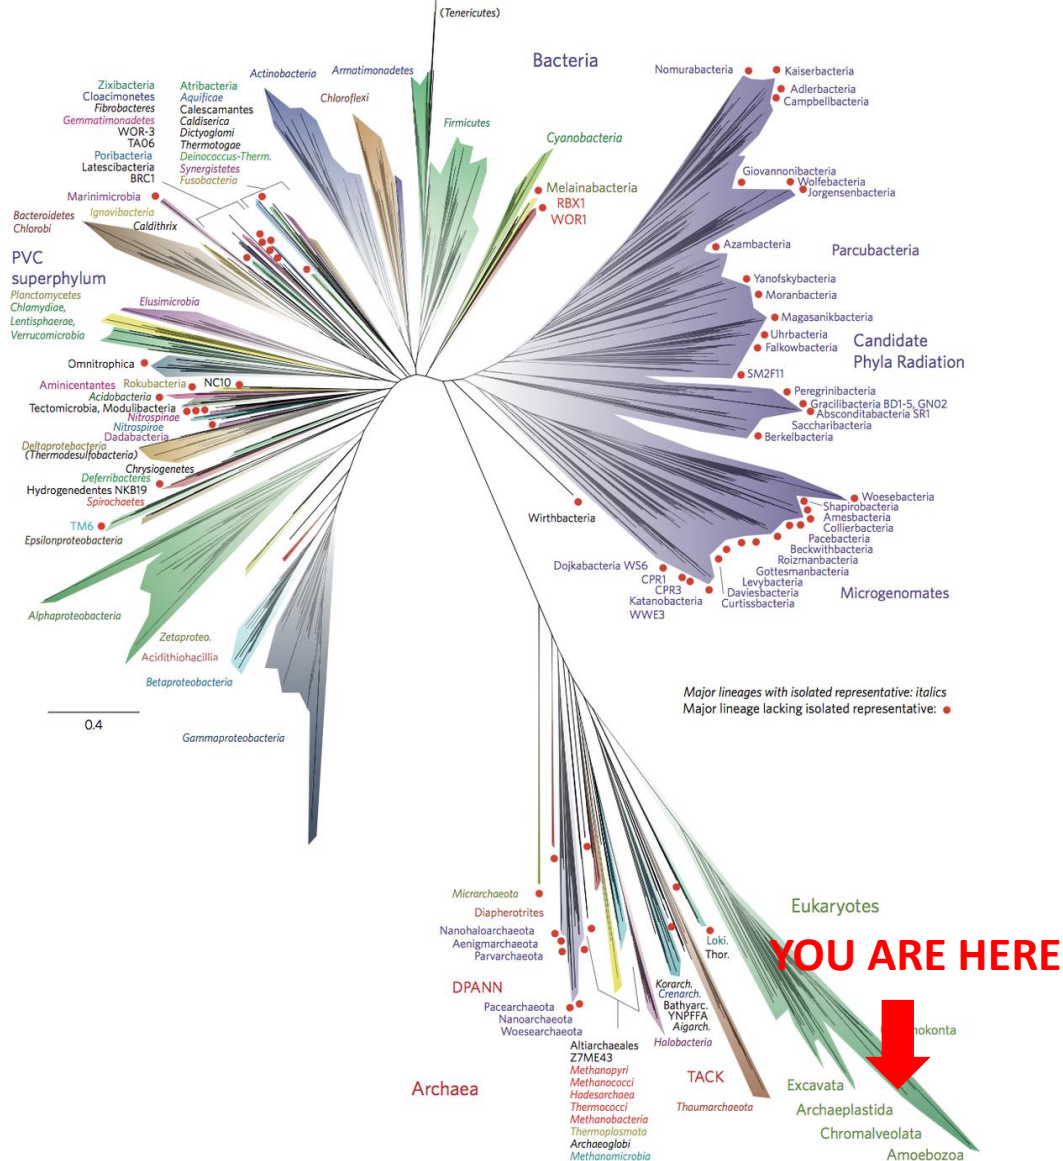 (Tenericutes)
Bacteria
Nomurabacteria
Kaiserbacteria
Adlerbacteria
Campbellbacteria
Armatimonadetes
Actinobacteria
Zixibacteria
Cloacimonetes
Fibrobacteres
Gemmatimonadetes
WOR-3
TA06
Poribacteria
Latescibacteria
BRC1
Atribacteria
Aquificae
Calescamantes
Caldiserica
Dictyoglomi
Thermotogae
Deinococcus-Therm.
Synergistetes
Fusobacteria
Chloroflexi
Firmicutes
Cyanobacteria
Melainabacteria
RBX1
WOR1
Giovannonibacteria
Wolfebacteria
Jorgensenbacteria
Marinimicrobia
Bacteroidetes
Chlorobi
Ignavibacteria
Caldithrix
Azambacteria
Parcubacteria
PVC
superphylum
Planctomycetes
Chlamydiae,
Lentisphaerae,
Verrucomicrobia
Elusimicrobia
Yanofskybacteria
Moranbacteria
Magasanikbacteria
Uhrbacteria
Falkowbacteria
Candidate
Phyla Radiation
SM2F11
Omnitrophica
Aminicentantes
Rokubacteria
NC10
Acidobacteria
Tectomicrobia, Modulibacteria
Nitrospinae
Nitrospirae
Dadabacteria
Deltaprotebacteria
(Thermodesulfobacteria)
Chrysiogenetes
Deferribacteres
Hydrogenedentes NKB19
Spirochaetes
TM6
Epsilonproteobacteria
Peregrinibacteria
Gracilibacteria BD1-5, GN02
Absconditabacteria SR1
Saccharibacteria
Berkelbacteria
Wirthbacteria
Woesebacteria
Shapirobacteria
Amesbacteria
Collierbacteria
Pacebacteria
Beckwithbacteria
Roizmanbacteria
Gottesmanbacteria
Levybacteria
Daviesbacteria
Curtissbacteria
Dojkabacteria WS6
CPR1
CPR3
Katanobacteria
WWE3
Microgenomates
Alphaproteobacteria
Zetaproteo.
Acidithiobacillia
Betaproteobacteria
0.4
Gammaproteobacteria
Major lineages with isolated representative: italics
Major lineage lacking isolated representative:
Micrarchaeota
Diapherotrites
Nanohaloarchaeota
Aenigmarchaeota
Parvarchaeota
DPANN
Pacearchaeota
Nanoarchaeota
Woesearchaeota
Archaea
Altiarchaeales
Z7ME43
Methanopyri
Methanococci
Hadesarchaea
Thermococci
Methanobacteria
Thermoplasmata
Archaeoglobi
Methanomicrobia
Halobacteria
Korarch.
Crenarch.
Bathyarc.
YNPFFA
Aigarch.
TACK
Thaumarchaeota
Loki.
Thor.
Eukaryotes
YOU ARE HERE
Excavata
Archaeplastida
Chromalveolata
Amoebozoa